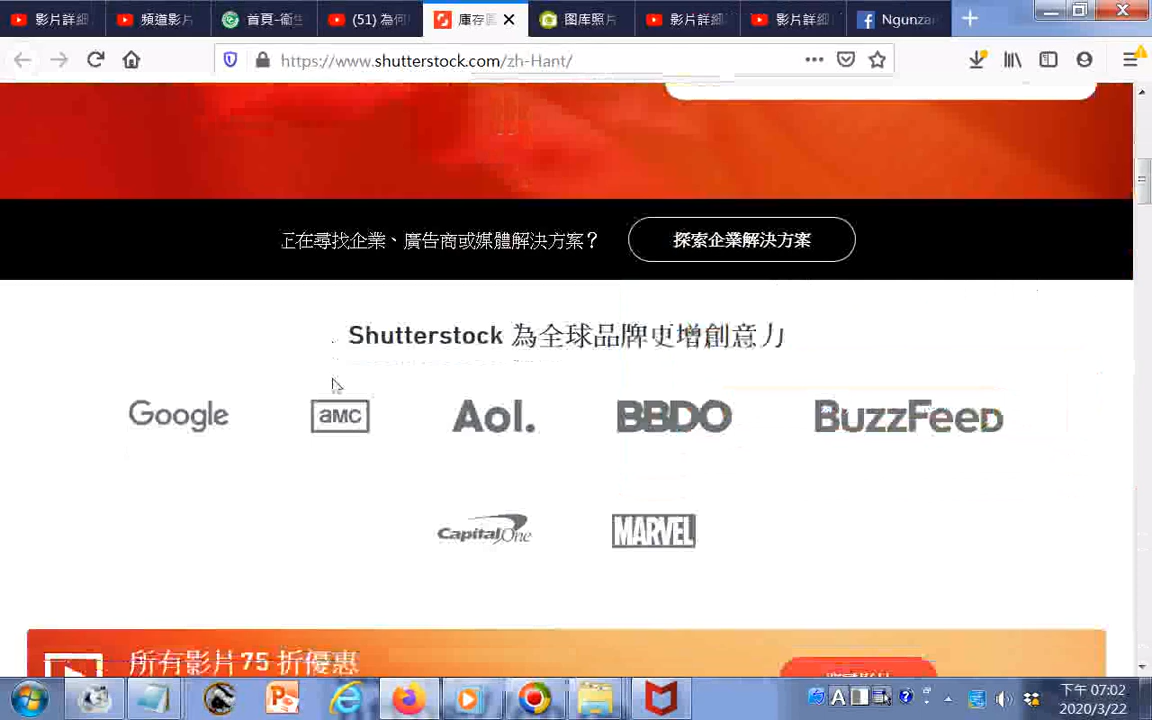 影片詳細
頻道影片
首頁-衛生
(51) 為何
庫存圖
图库照片
影片詳細
影片詳細
Ngunza
https://www.shutterstock.com/zh-Hant/
正在尋找企業、廣告商或媒體解決方案？
探索企業解決方案
Shutterstock 為全球品牌更增創意力
Google
aMC
Aol.
BBDO
BuzzFeed
Capital One
MARVEL
所有影片 75 折優惠
下午 07:02
2020/3/22